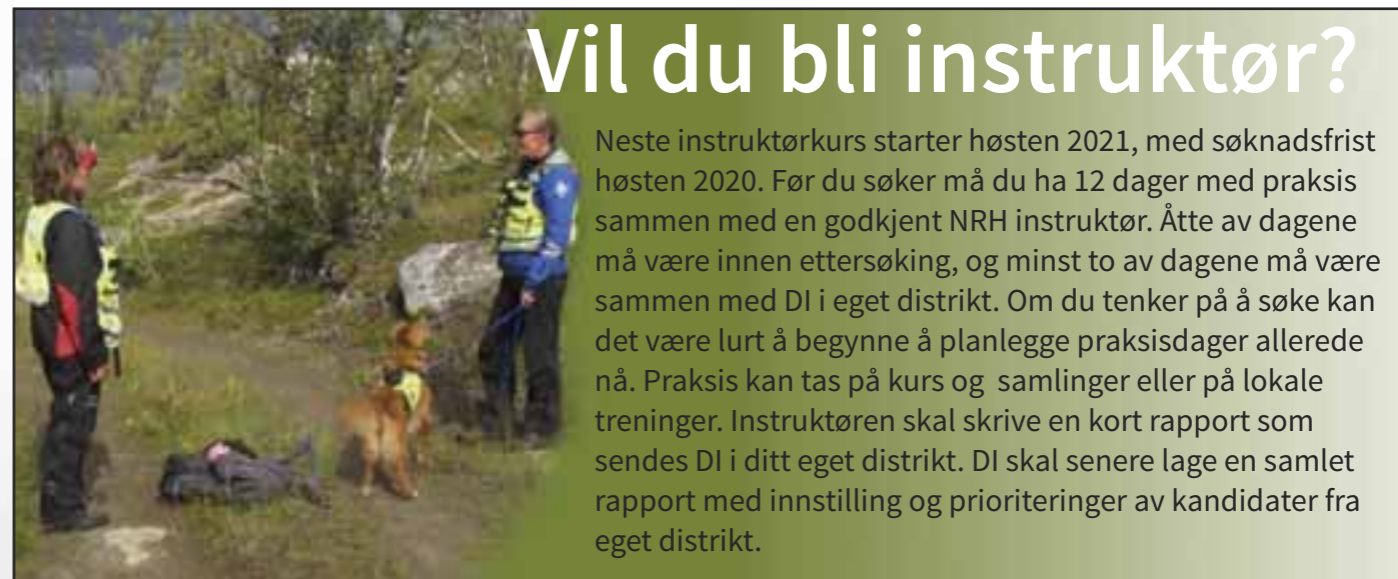 Vil du bli instruktør?
Neste instruktørkurs starter høsten 2021, med søknadsfrist
høsten 2020. Før du søker må du ha 12 dager med praksis
sammen med en godkjent NRH instruktør. Åtte av dagene
må være innen ettersøking, og minst to av dagene må være
sammen med DI i eget distrikt. Om du tenker på å søke kan
det være lurt å begynne å planlegge praksisdager allerede
nå. Praksis kan tas på kurs og samlinger eller på lokale
treninger. Instruktøren skal skrive en kort rapport som
sendes DI i ditt eget distrikt. DI skal senere lage en samlet
rapport med innstilling og prioriteringer av kandidater fra
eget distrikt.